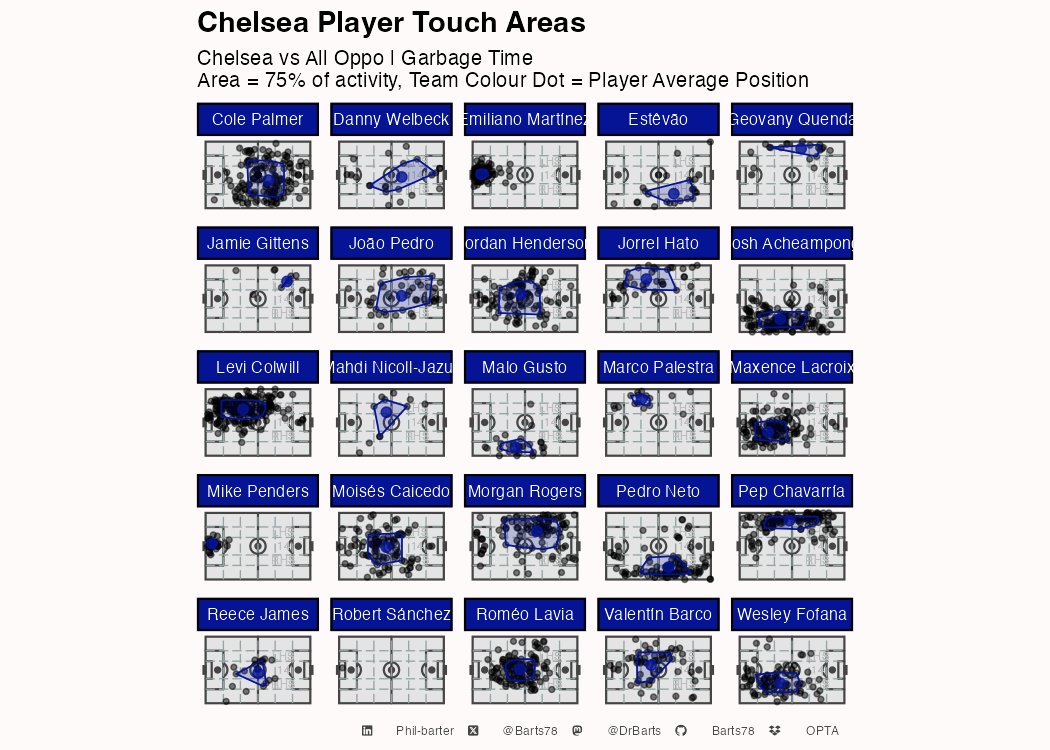 Chelsea Player Touch Areas
Chelsea vs All Oppo | Garbage Time
Area = 75% of activity, Team Colour Dot = Player Average Position
Cole Palmer
Danny Welbeck
Emiliano Martínez
Estêvão
Geovany Quenda
Jamie Gittens
João Pedro
ordan Henderson
Jorrel Hato
osh Acheampong
Levi Colwill
Mahdi Nicoll-Jazu
Malo Gusto
Marco Palestra
Maxence Lacroix
Mike Penders
Moisés Caicedo
Morgan Rogers
Pedro Neto
Pep Chavarría
Reece James
Robert Sánchez
Roméo Lavia
Valentín Barco
Wesley Fofana
Phil-barter @Barts78 @DrBarts Barts78 OPTA